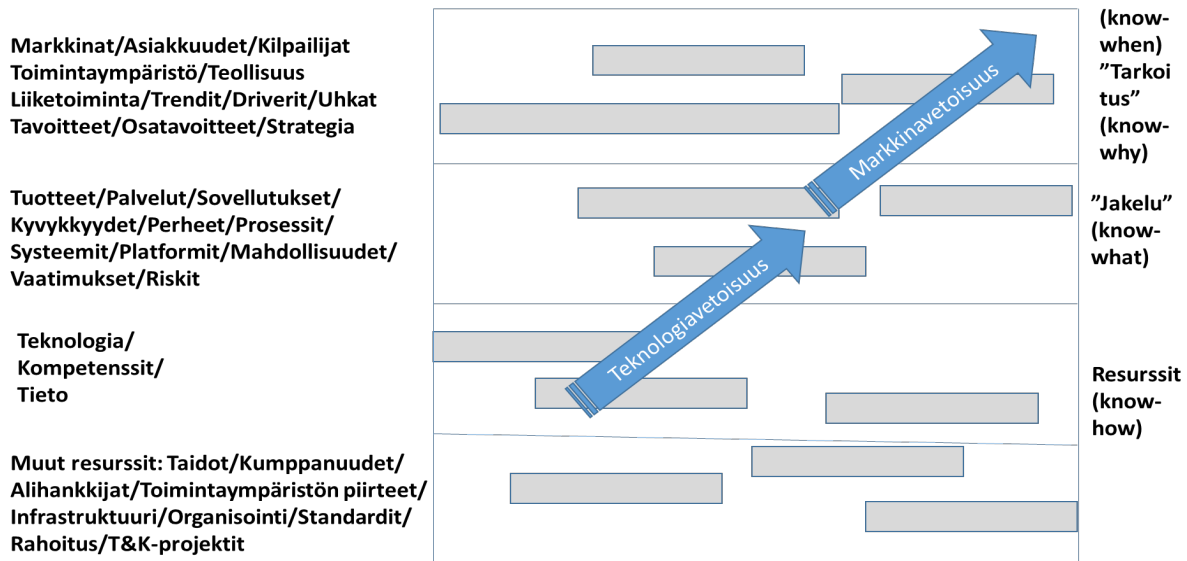 Markkinat/Asiakkuudet/Kilpailijat
Toimintaympäristö/Teollisuus
Liiketoiminta/Trendit/Driverit/Uhkat
Tavoitteet/Osatavoitteet/Strategia
(know-
when)
”Tarkoi
tus”
(know-
why)
Markkinavetoisuus
Tuotteet/Palvelut/Sovellutukset/
Kyvykkyydet/Perheet/Prosessit/
Systeemit/Platformit/Mahdollisuudet/
Vaatimukset/Riskit
”Jakelu”
(know-
what)
Teknologiavetoisuus
Teknologia/
Kompetenssit/
Tieto
Resurssit
(know-
how)
Muut resurssit: Taidot/Kumppanuudet/
Alihankkijat/Toimintaympäristön piirteet/
Infrastruktuuri/Organisointi/Standardit/
Rahoitus/T&K-projektit